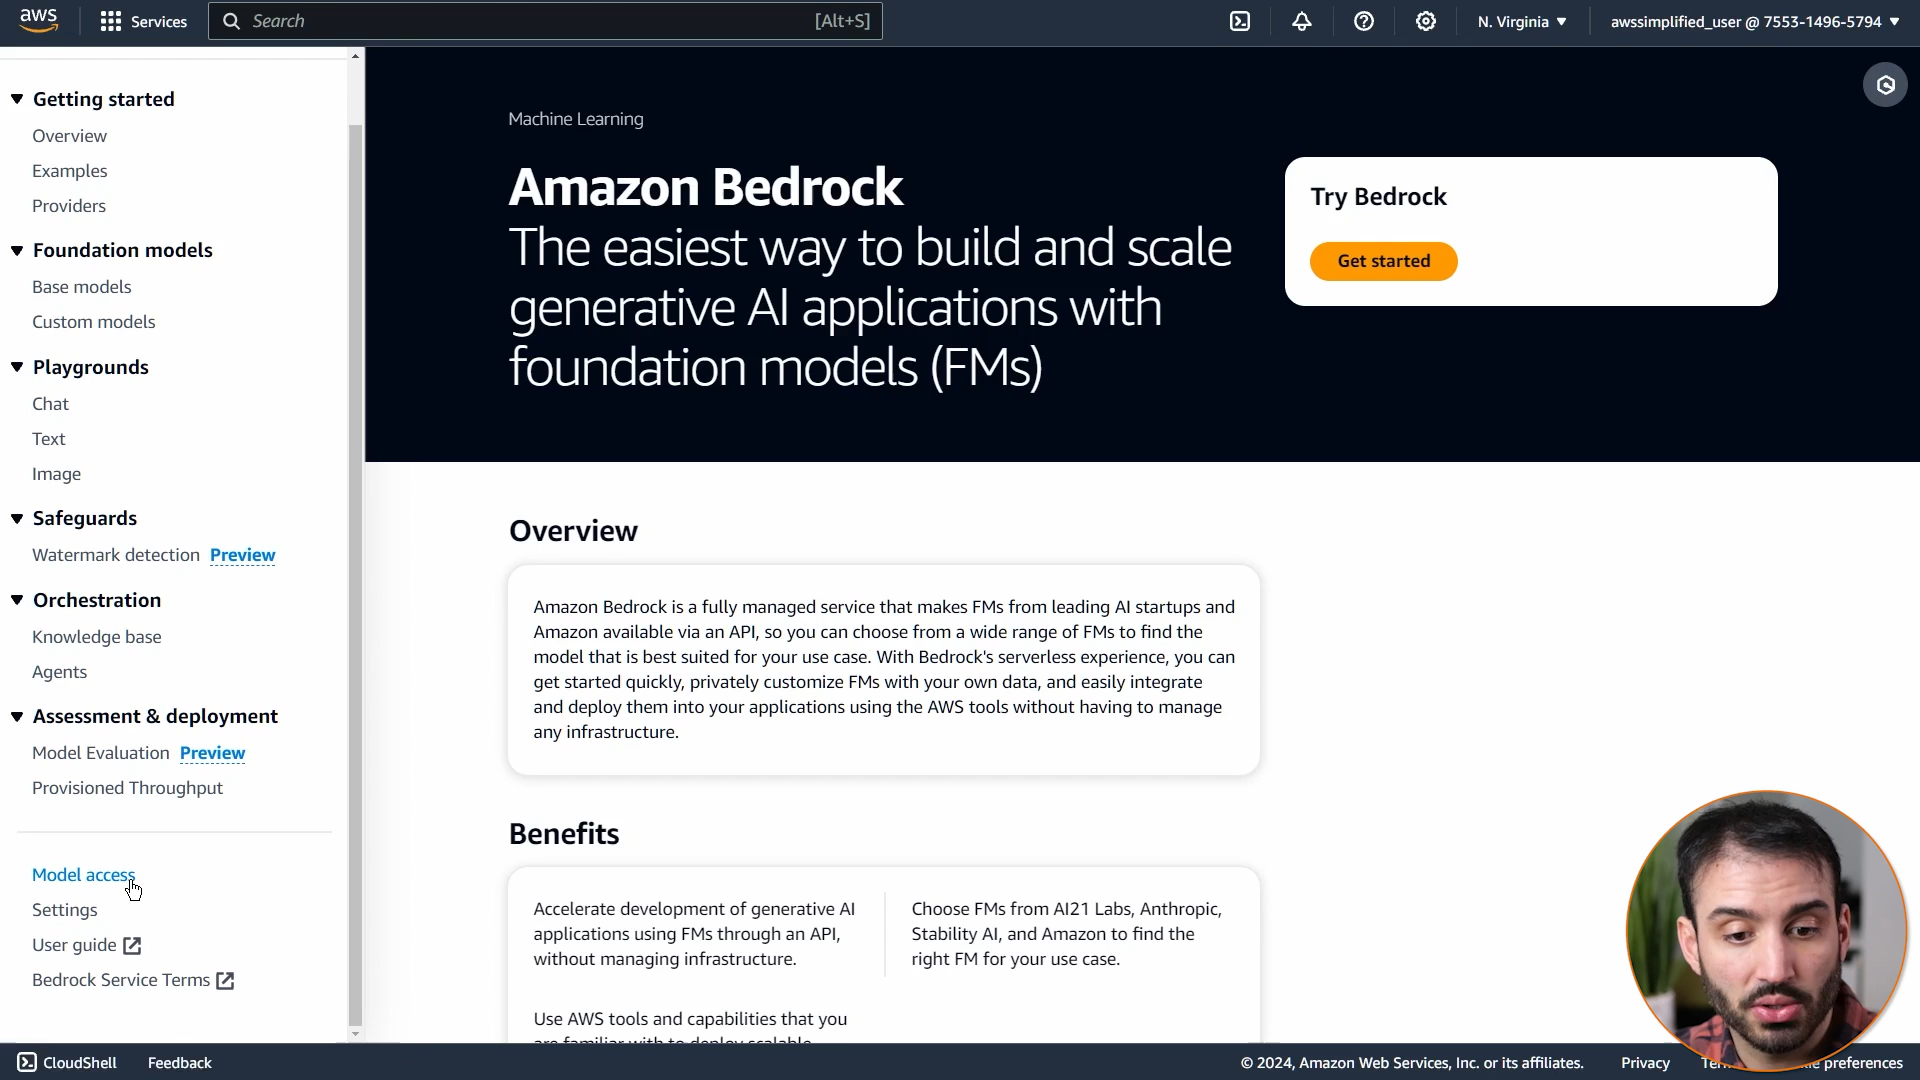 aws
Services
Search
[Alt+S]
N. Virginia
awssimplified_user @ 7553-1496-5794
Getting started
Overview
Examples
Providers
Foundation models
Base models
Custom models
Playgrounds
Chat
Text
Image
Safeguards
Watermark detection Preview
Orchestration
Knowledge base
Agents
Assessment & deployment
Model Evaluation Preview
Provisioned Throughput
Model access
Settings
User guide
Bedrock Service Terms
Machine Learning
Amazon Bedrock
The easiest way to build and scale
generative AI applications with
foundation models (FMs)
Try Bedrock
Get started
Overview
Amazon Bedrock is a fully managed service that makes FMs from leading AI startups and
Amazon available via an API, so you can choose from a wide range of FMs to find the
model that is best suited for your use case. With Bedrock's serverless experience, you can
get started quickly, privately customize FMs with your own data, and easily integrate
and deploy them into your applications using the AWS tools without having to manage
any infrastructure.
Benefits
Accelerate development of generative AI
applications using FMs through an API,
without managing infrastructure.
Choose FMs from AI21 Labs, Anthropic,
Stability AI, and Amazon to find the
right FM for your use case.
Use AWS tools and capabilities that you
are familiar with to deploy scalable,
CloudShell
Feedback
© 2024, Amazon Web Services, Inc. or its affiliates.
Privacy
preferences